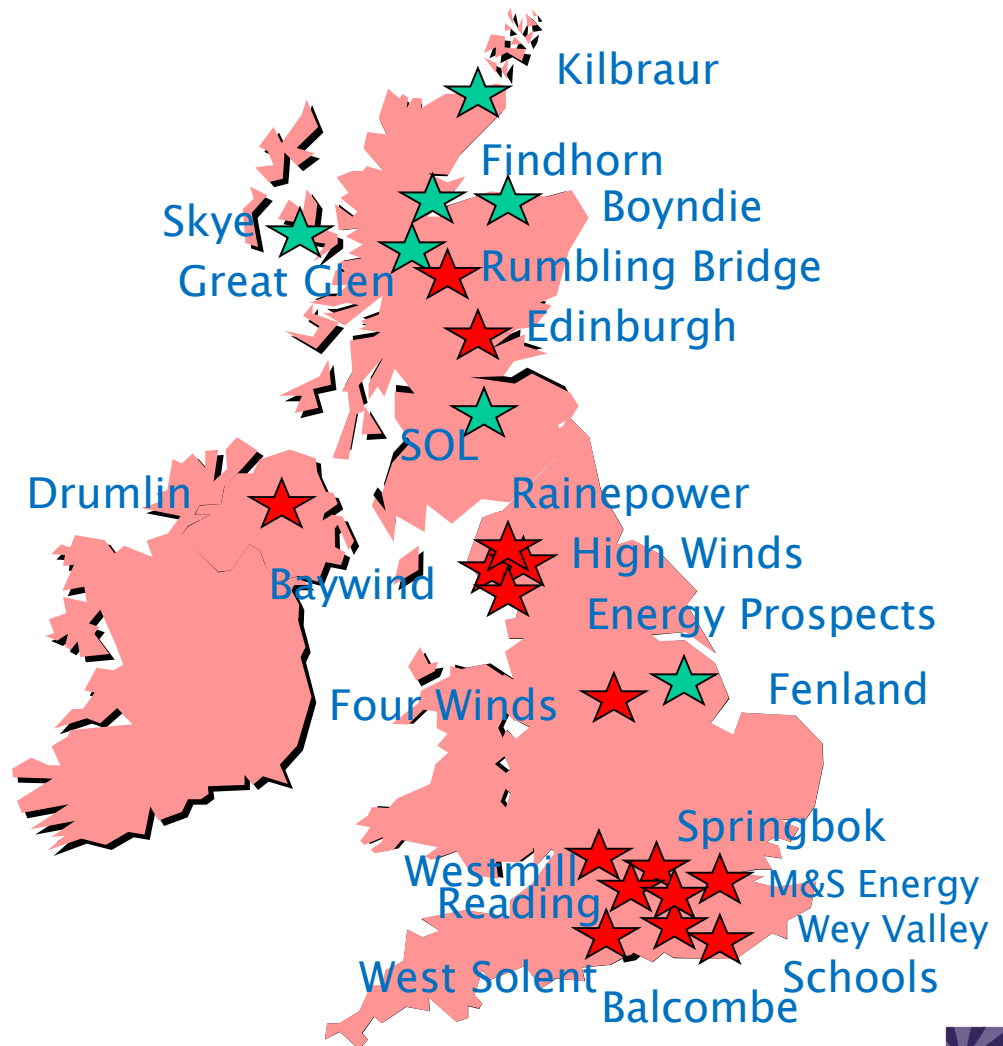 Kilbraur
Findhorn
Boyndie
Skye
Great Glen
Rumbling Bridge
Edinburgh
SOL
Drumlin
Rainepower
High Winds
Baywind
Energy Prospects
Four Winds
Fenland
Springbok
Westmill
M&S Energy
Reading
Wey Valley
West Solent
Schools
Balcombe